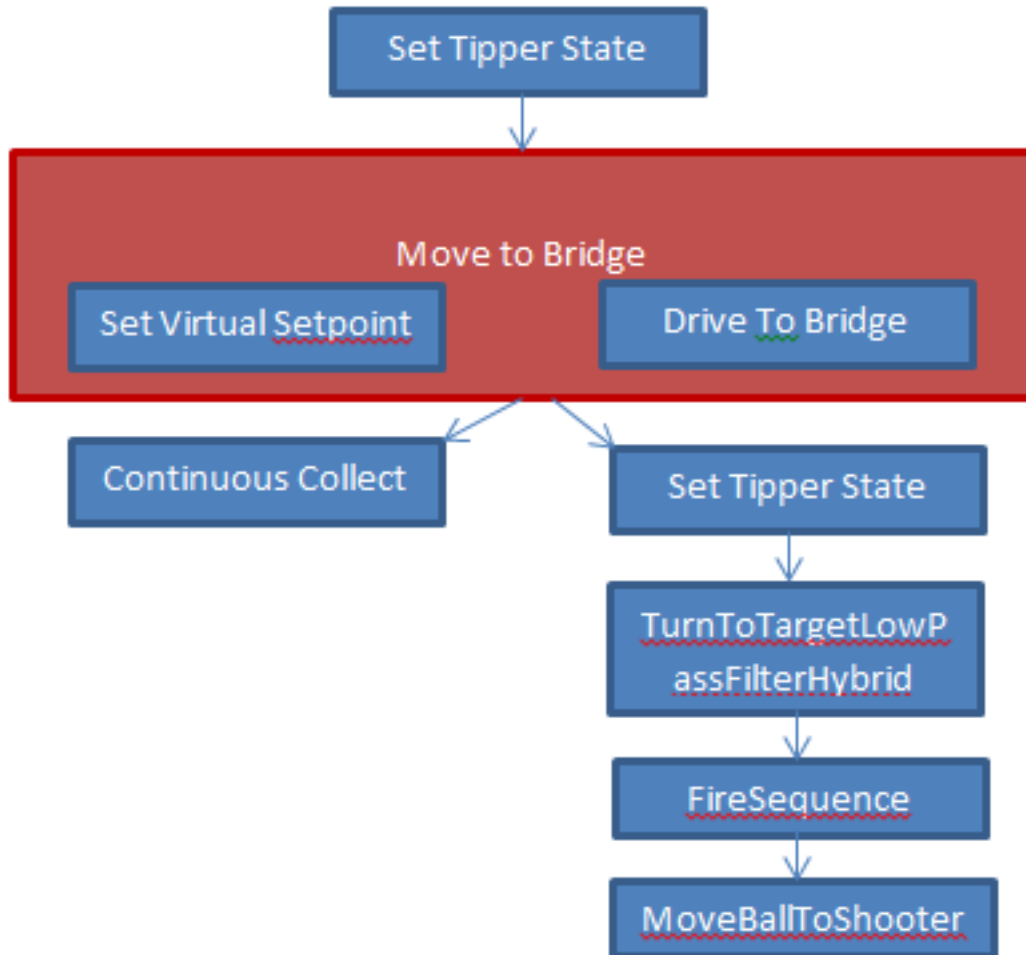 Set Tipper State
Move to Bridge
Set Virtual Setpoint
Drive To Bridge
Continuous Collect
Set Tipper State
TurnToTargetLowP
assFilterHybrid
FireSequence
MoveBallToShooter